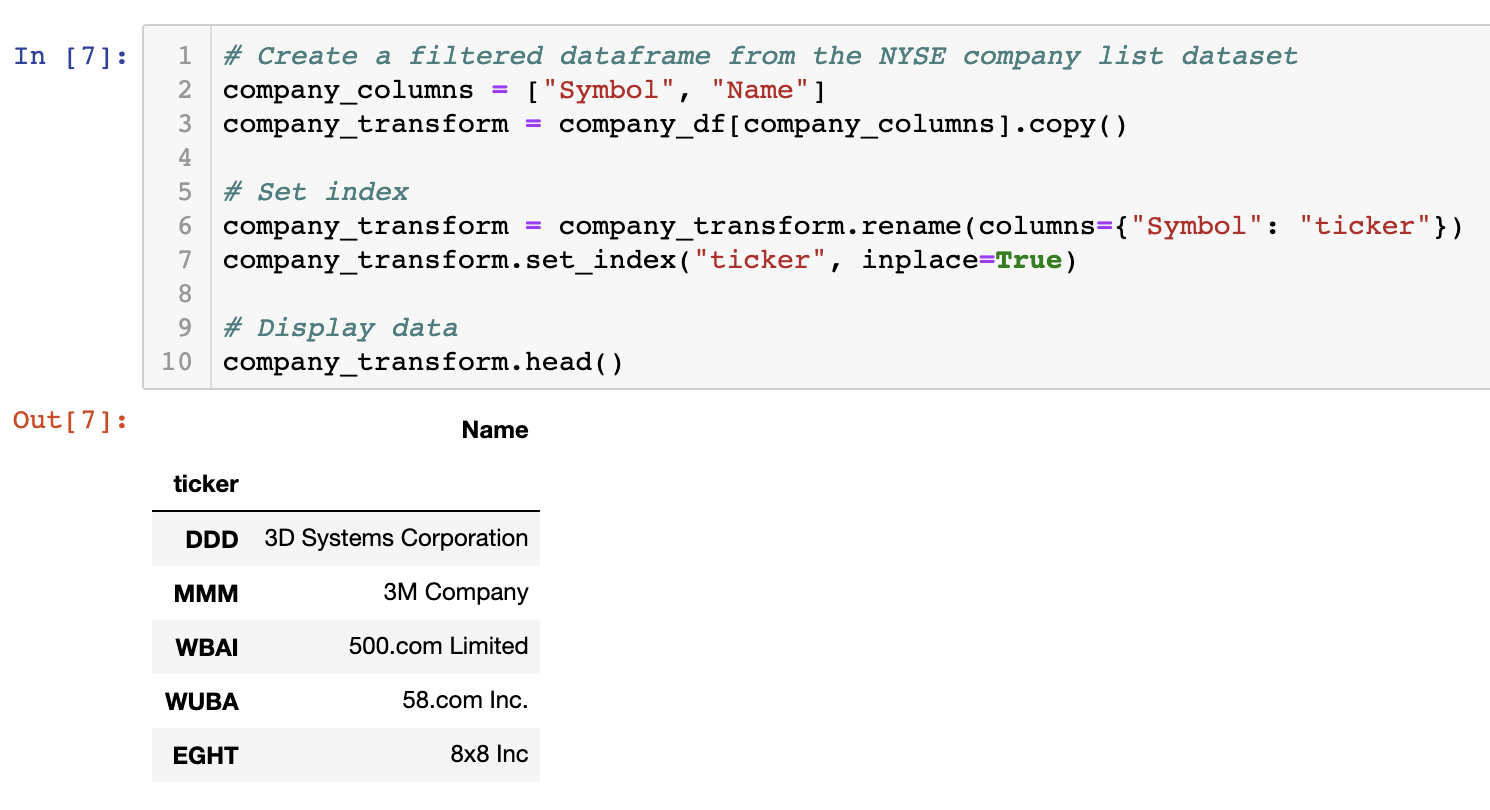 In [7]:
1 # Create a filtered dataframe from the NYSE company list dataset
2 company_columns = ["Symbol", "Name"]
3 company_transform = company_df[company_columns].copy()
4
5 # Set index
6 company_transform = company_transform.rename(columns={"Symbol": "ticker"})
7 company_transform.set_index("ticker", inplace=True)
8
9 # Display data
10 company_transform.head()
Out[7]:
Name
ticker
DDD 3D Systems Corporation
MMM 3M Company
WBAI 500.com Limited
WUBA 58.com Inc.
EGHT 8x8 Inc